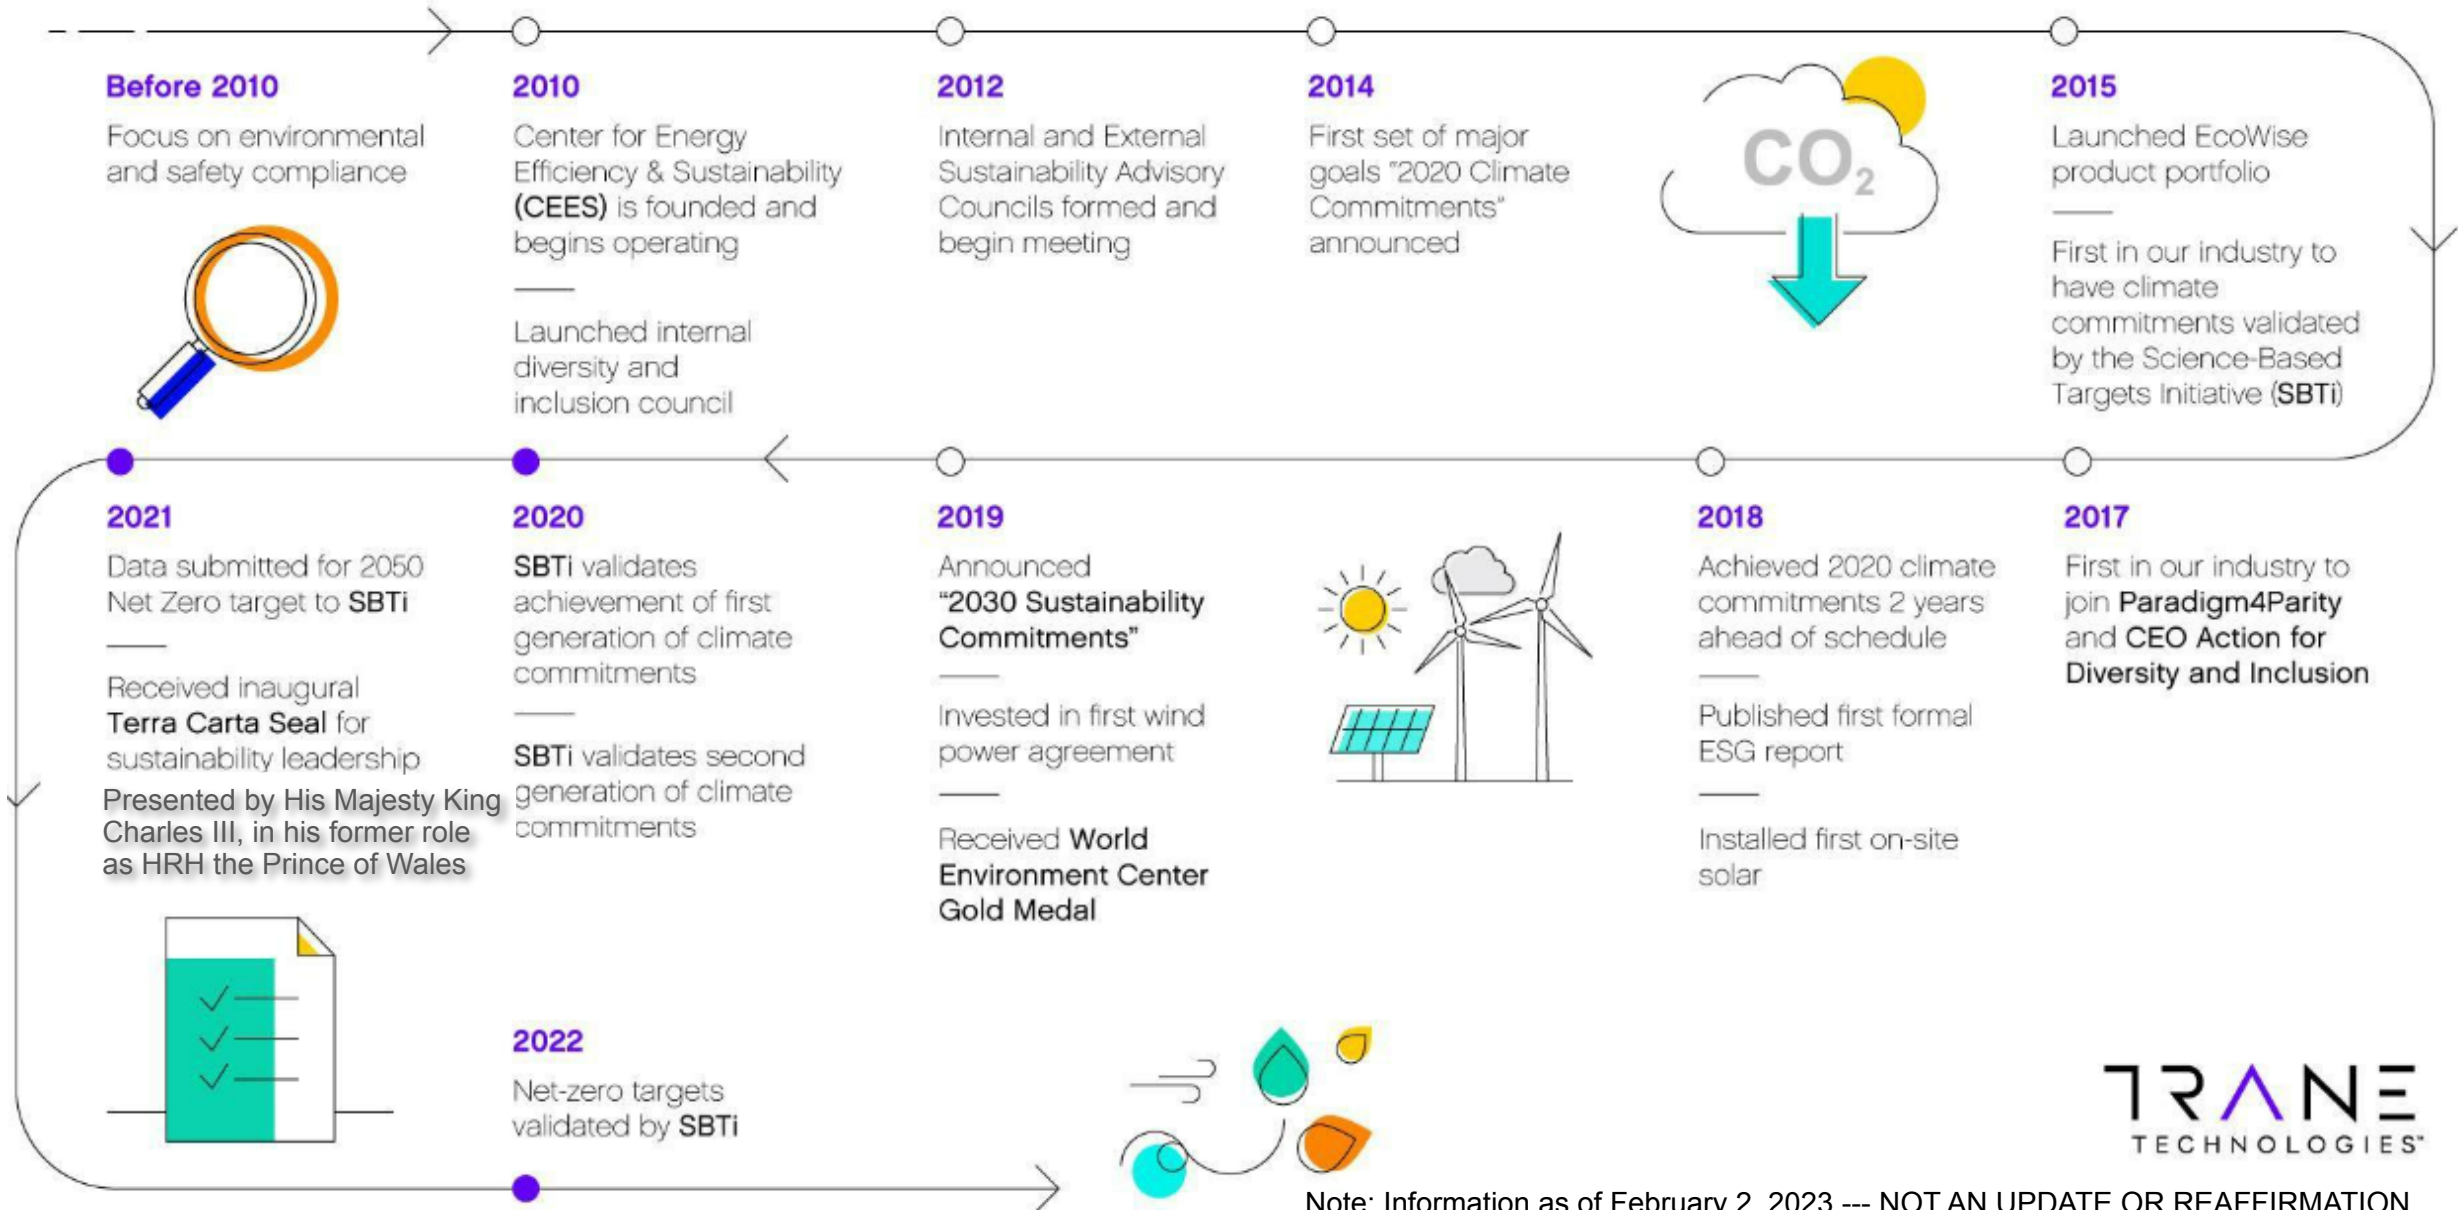 Before 2010
Focus on environmental
and safety compliance
2010
Center for Energy
Efficiency & Sustainability
(CEES) is founded and
begins operating
Launched internal
diversity and
inclusion council
2012
Internal and External
Sustainability Advisory
Councils formed and
begin meeting
2014
First set of major
goals "2020 Climate
Commitments"
announced
CO2
2015
Launched EcoWise
product portfolio
First in our industry to
have climate
commitments validated
by the Science-Based
Targets Initiative (SBTi)
2017
First in our industry to
join Paradigm4Parity
and CEO Action for
Diversity and Inclusion
2018
Achieved 2020 climate
commitments 2 years
ahead of schedule
Published first formal
ESG report
Installed first on-site
solar
2019
Announced
“2030 Sustainability
Commitments”
Invested in first wind
power agreement
Received World
Environment Center
Gold Medal
2020
SBTi validates
achievement of first
generation of climate
commitments
SBTi validates second
generation of climate
commitments
2021
Data submitted for 2050
Net Zero target to SBTi
Received inaugural
Terra Carta Seal for
sustainability leadership
Presented by His Majesty King
Charles III, in his former role
as HRH the Prince of Wales
2022
Net-zero targets
validated by SBTi
TRANE
TECHNOLOGIES™
Note: Information as of February 2, 2023 --- NOT AN UPDATE OR REAFFIRMATION